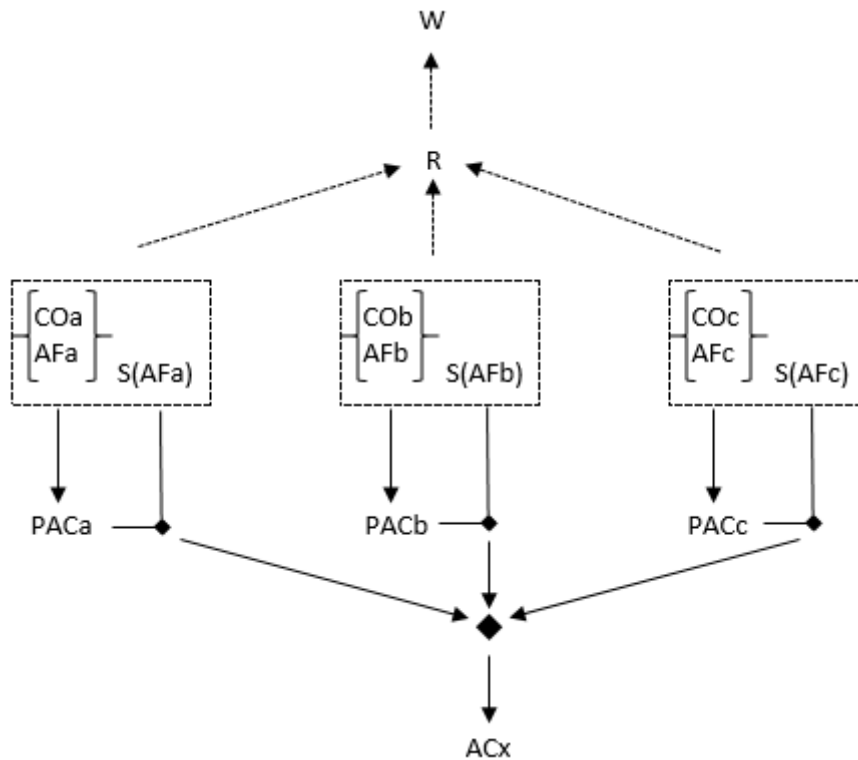 W
R
COa
AFa
S(AFa)
COb
AFb
S(AFb)
COc
AFc
S(AFc)
PACa
PACb
PACc
ACx